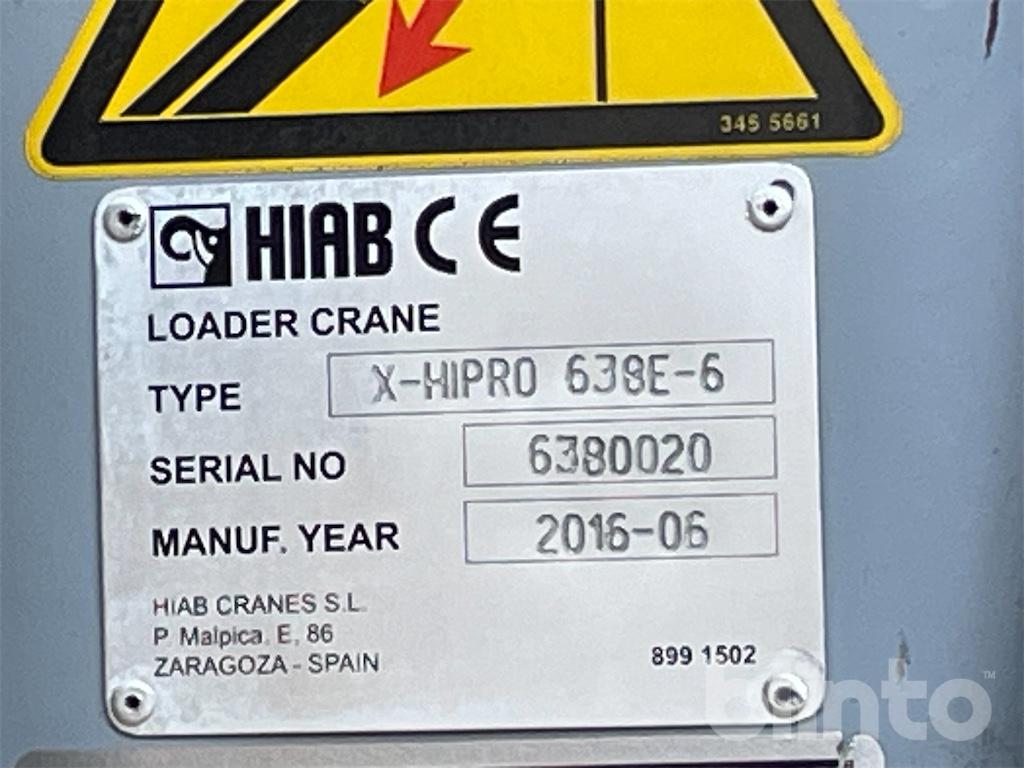 345 5661
HIAB CE
LOADER CRANE
TYPE X-HIPRO 638E-6
SERIAL NO 6380020
MANUF. YEAR 2016-06
HIAB CRANES S.L.
P. Malpica, E, 86
ZARAGOZA - SPAIN
899 1502
blinto™